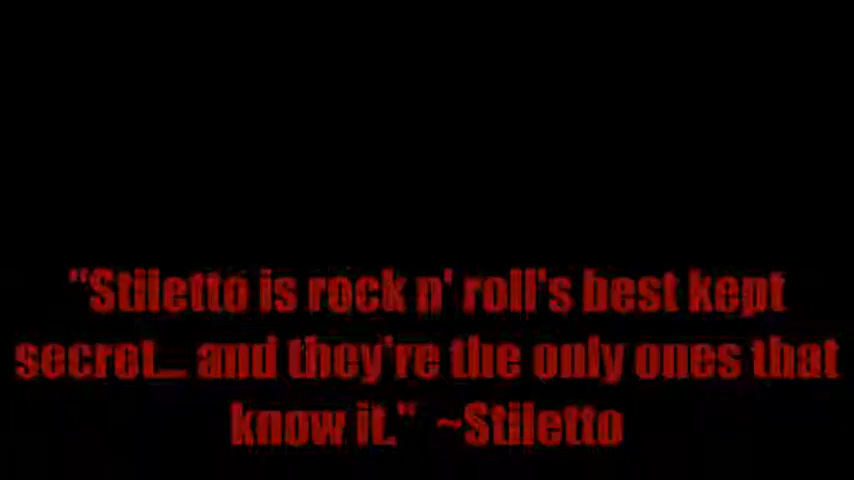 "Stiletto is rock n' roll's best kept
secret... and they're the only ones that
know it."  ~Stiletto